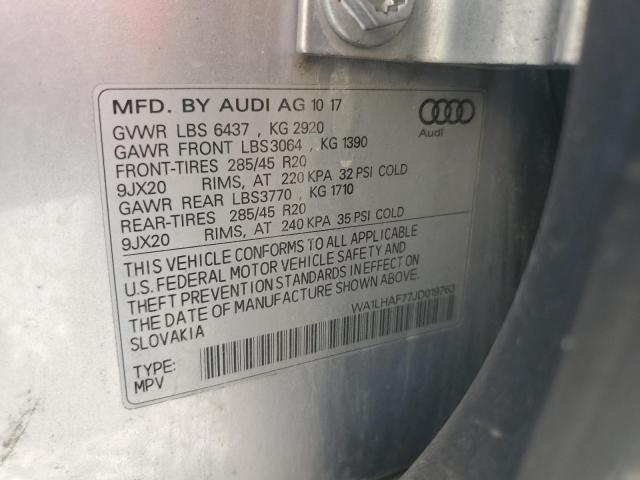 MFD. BY AUDI AG 10 17
Audi
GVWR LBS 6437 , KG 2920
GAWR FRONT LBS3064 , KG 1390
FRONT-TIRES 285/45 R20
9JX20 RIMS, AT 220 KPA 32 PSI COLD
GAWR REAR LBS3770 , KG 1710
REAR-TIRES 285/45 R20
9JX20 RIMS, AT 240 KPA 35 PSI COLD
THIS VEHICLE CONFORMS TO ALL APPLICABLE
U.S. FEDERAL MOTOR VEHICLE SAFETY AND
THEFT PREVENTION STANDARDS IN EFFECT ON
THE DATE OF MANUFACTURE SHOWN ABOVE.
SLOVAKIA
WA1LHAF77JD019763
TYPE:
MPV